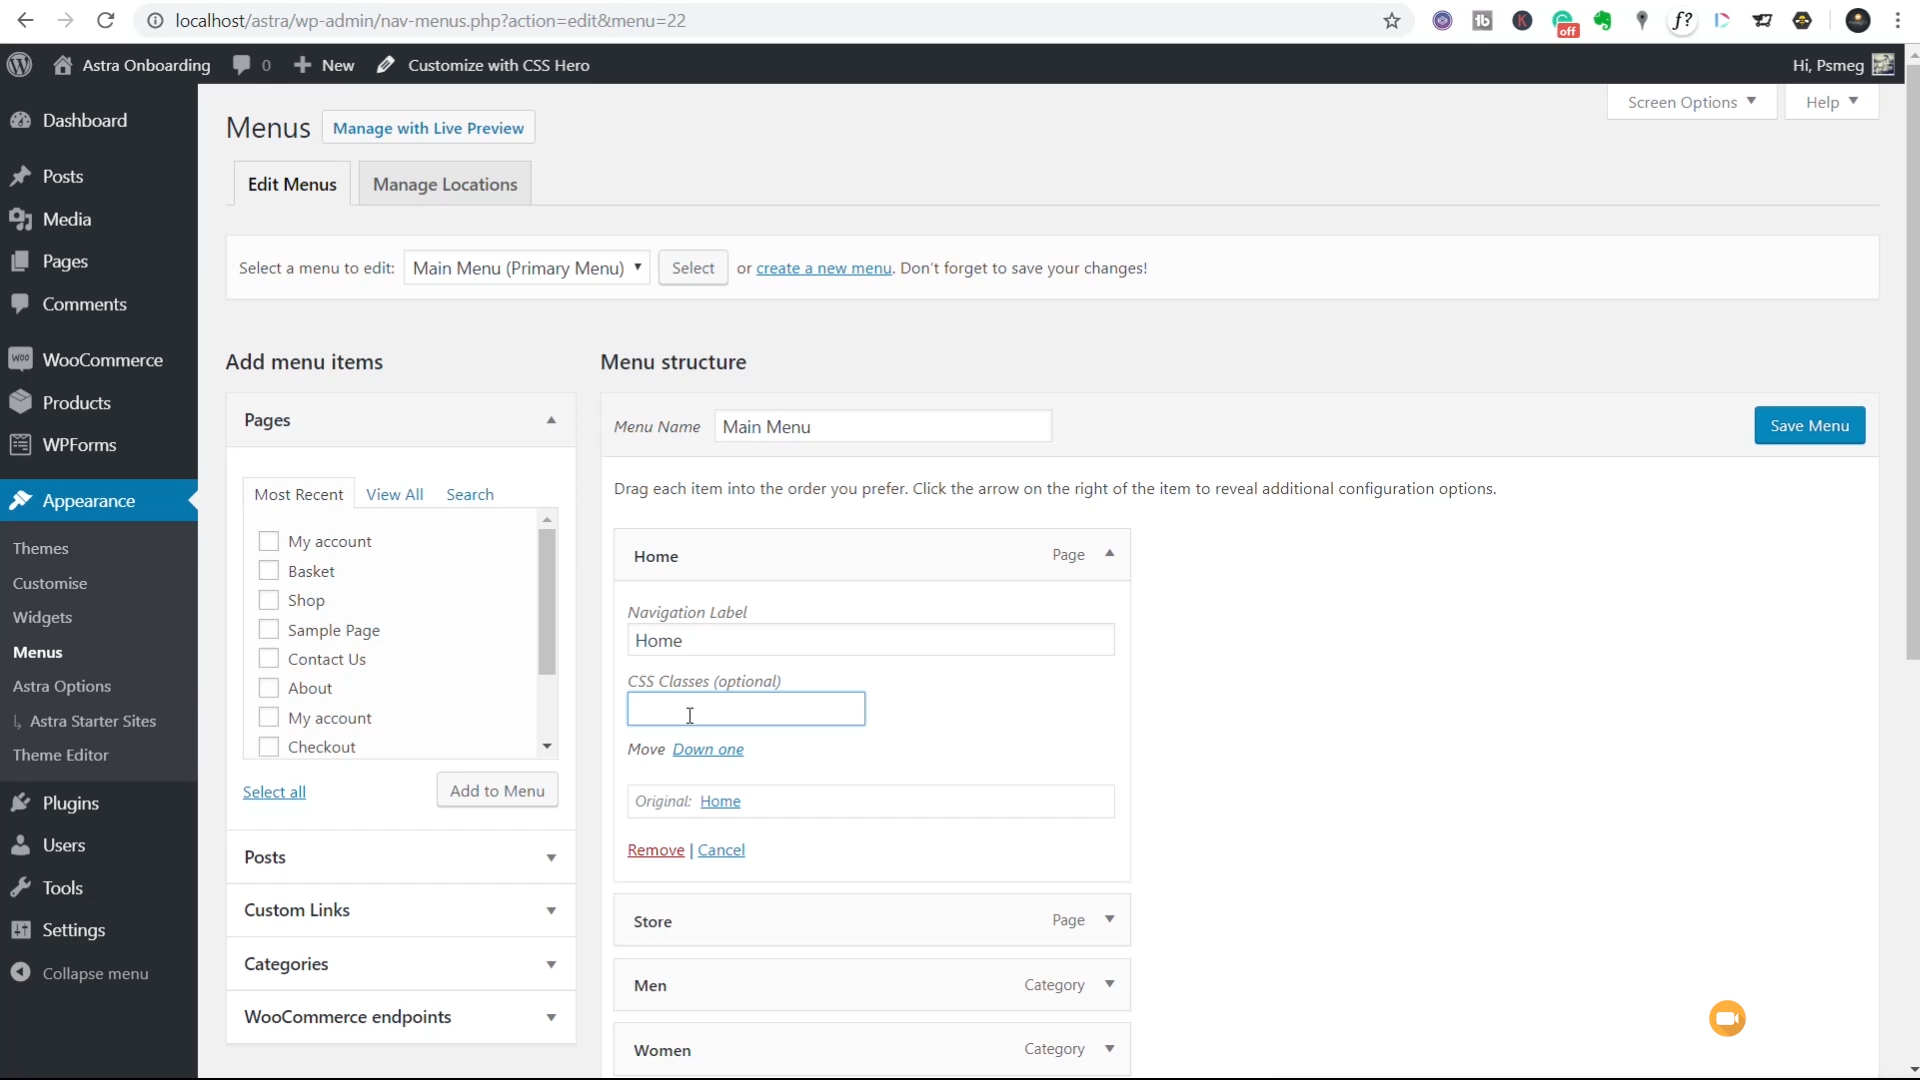 localhost/astra/wp-admin/nav-menus.php?action=edit&menu=22
off
f?
Astra Onboarding 0 New Customize with CSS Hero Hi, Psmeg
Dashboard
Posts
Media
Pages
Comments
WooCommerce
Products
WPForms
Appearance
Themes
Customise
Widgets
Menus
Astra Options
Astra Starter Sites
Theme Editor
Plugins
Users
Tools
Settings
Collapse menu
Screen Options Help
Menus Manage with Live Preview
Edit Menus Manage Locations
Select a menu to edit: Main Menu (Primary Menu) Select or create a new menu. Don't forget to save your changes!
Add menu items
Pages
Most Recent View All Search
My account
Basket
Shop
Sample Page
Contact Us
About
My account
Checkout
Select all Add to Menu
Posts
Custom Links
Categories
WooCommerce endpoints
Menu structure
Menu Name Main Menu Save Menu
Drag each item into the order you prefer. Click the arrow on the right of the item to reveal additional configuration options.
Home Page
Navigation Label
Home
CSS Classes (optional)
Move Down one
Original: Home
Remove | Cancel
Store Page
Men Category
Women Category